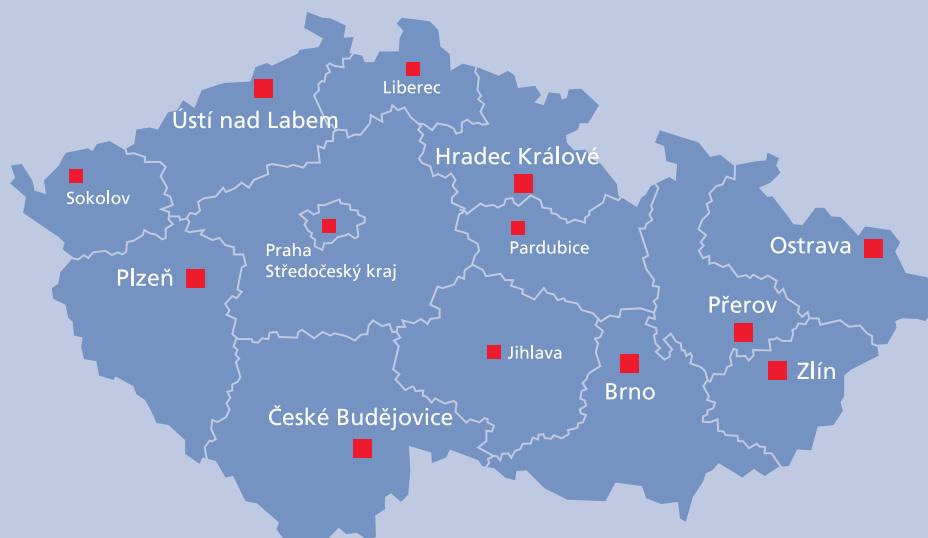 Liberec
Ústí nad Labem
Hradec Králové
Sokolov
Praha
Středočeský kraj
Pardubice
Ostrava
Plzeň
Přerov
Jihlava
Zlín
Brno
České Budějovice